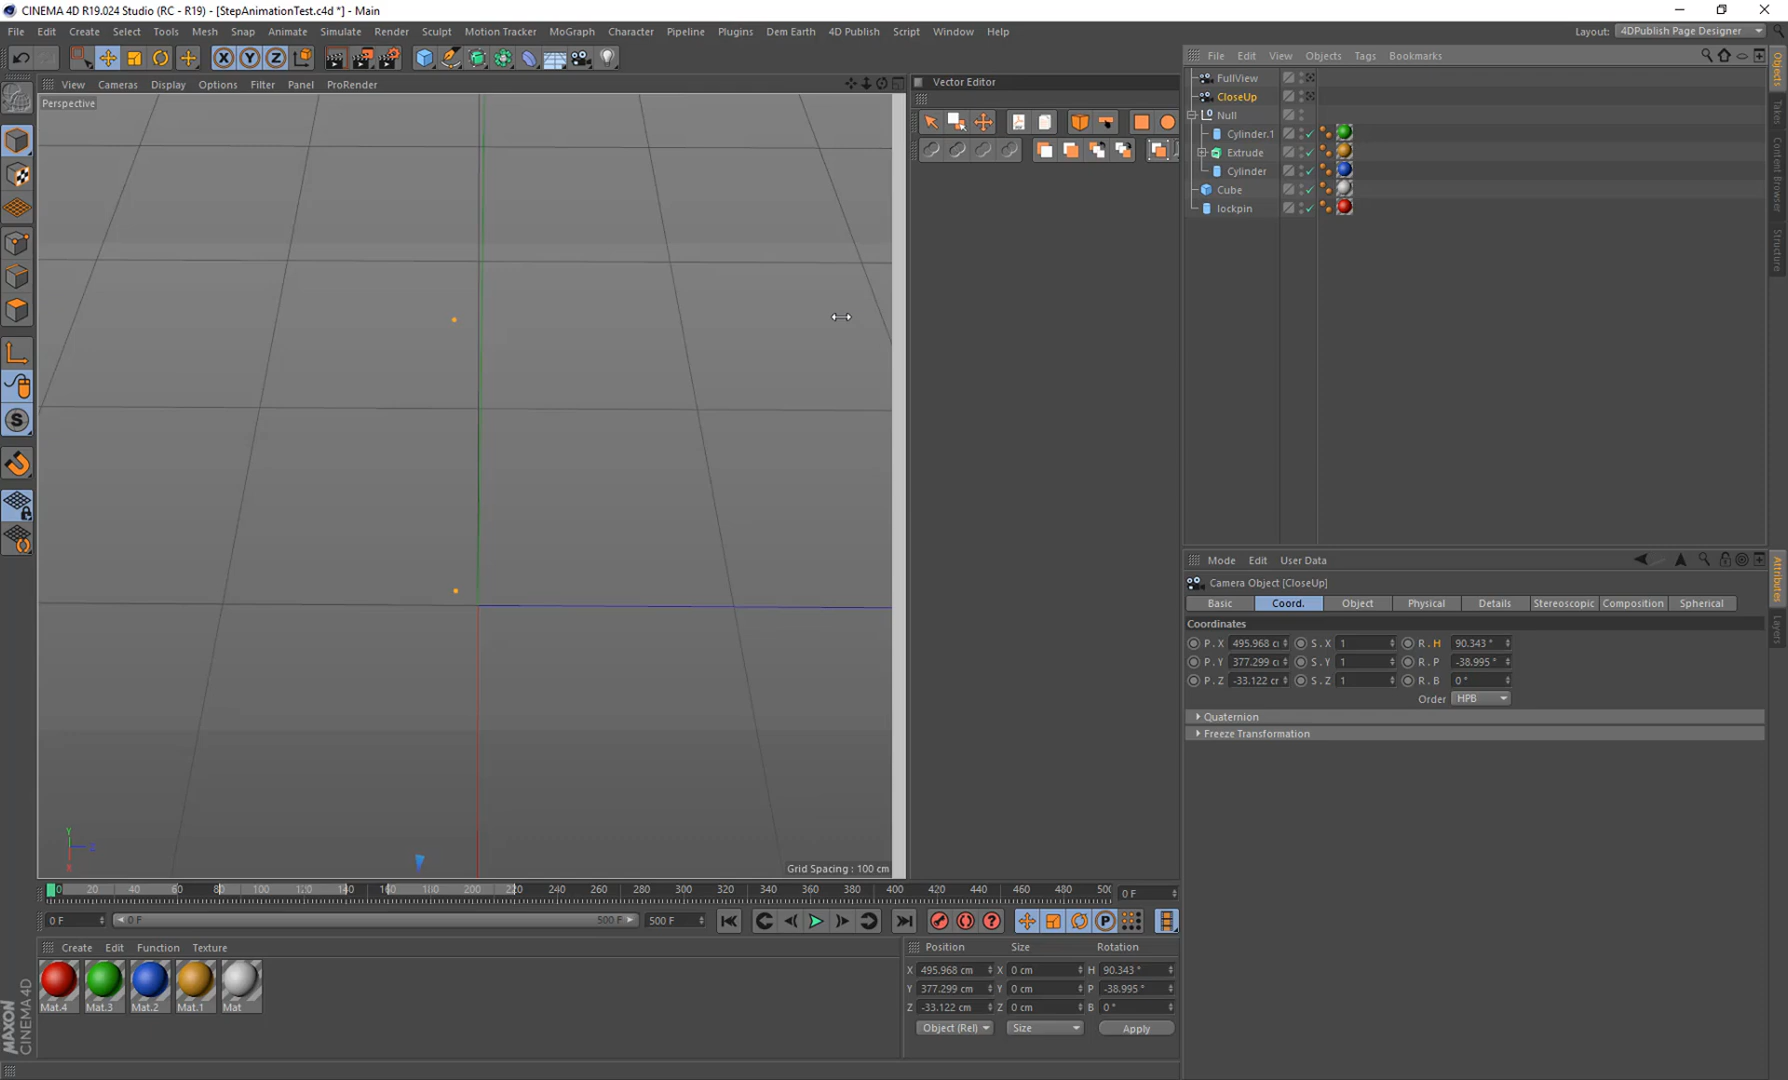 CINEMA 4D R19.024 Studio (RC - R19) - [StepAnimationTest.c4d *] - Main
File Edit Create Select Tools Mesh Snap Animate Simulate Render Sculpt Motion Tracker MoGraph Character Pipeline Plugins Dem Earth 4D Publish Script Window Help
Layout: 4DPublish Page Designer
X Y Z
View Cameras Display Options Filter Panel ProRender
Perspective
Vector Editor
File Edit View Objects Tags Bookmarks
FullView
CloseUp
Null
Cylinder.1
Extrude
Cylinder
Cube
lockpin
Objects
Takes
Content Browser
Structure
S
Y
Z
X
Grid Spacing : 100 cm
Mode Edit User Data
Camera Object [CloseUp]
Basic Coord. Object Physical Details Stereoscopic Composition Spherical
Coordinates
P . X 495.968 S . X 1 R . H 90.343 °
P . Y 377.299 S . Y 1 R . P -38.995 °
P . Z -33.122 S . Z 1 R . B 0 °
Order HPB
Quaternion
Freeze Transformation
Attributes
Layers
0 20 40 60 80 100 120 140 160 180 200 220 240 260 280 300 320 340 360 380 400 420 440 460 480 500
0 F
0 F 0 F 500 F 500 F
P
Create Edit Function Texture
Mat.4 Mat.3 Mat.2 Mat.1 Mat
MAXON
CINEMA 4D
Position Size Rotation
X 495.968 cm X 0 cm H 90.343 °
Y 377.299 cm Y 0 cm P -38.995 °
Z -33.122 cm Z 0 cm B 0 °
Object (Rel) Size Apply